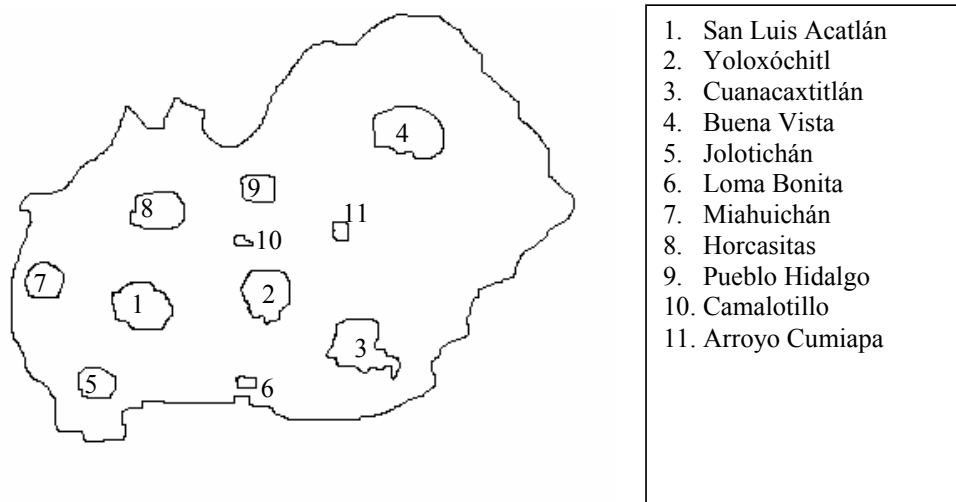 4
9
8
11
10
7
2
1
3
5
6
1. San Luis Acatlán
2. Yoloxóchitl
3. Cuanacaxtitlán
4. Buena Vista
5. Jolotichán
6. Loma Bonita
7. Miahuichán
8. Horcasitas
9. Pueblo Hidalgo
10. Camalotillo
11. Arroyo Cumiapa